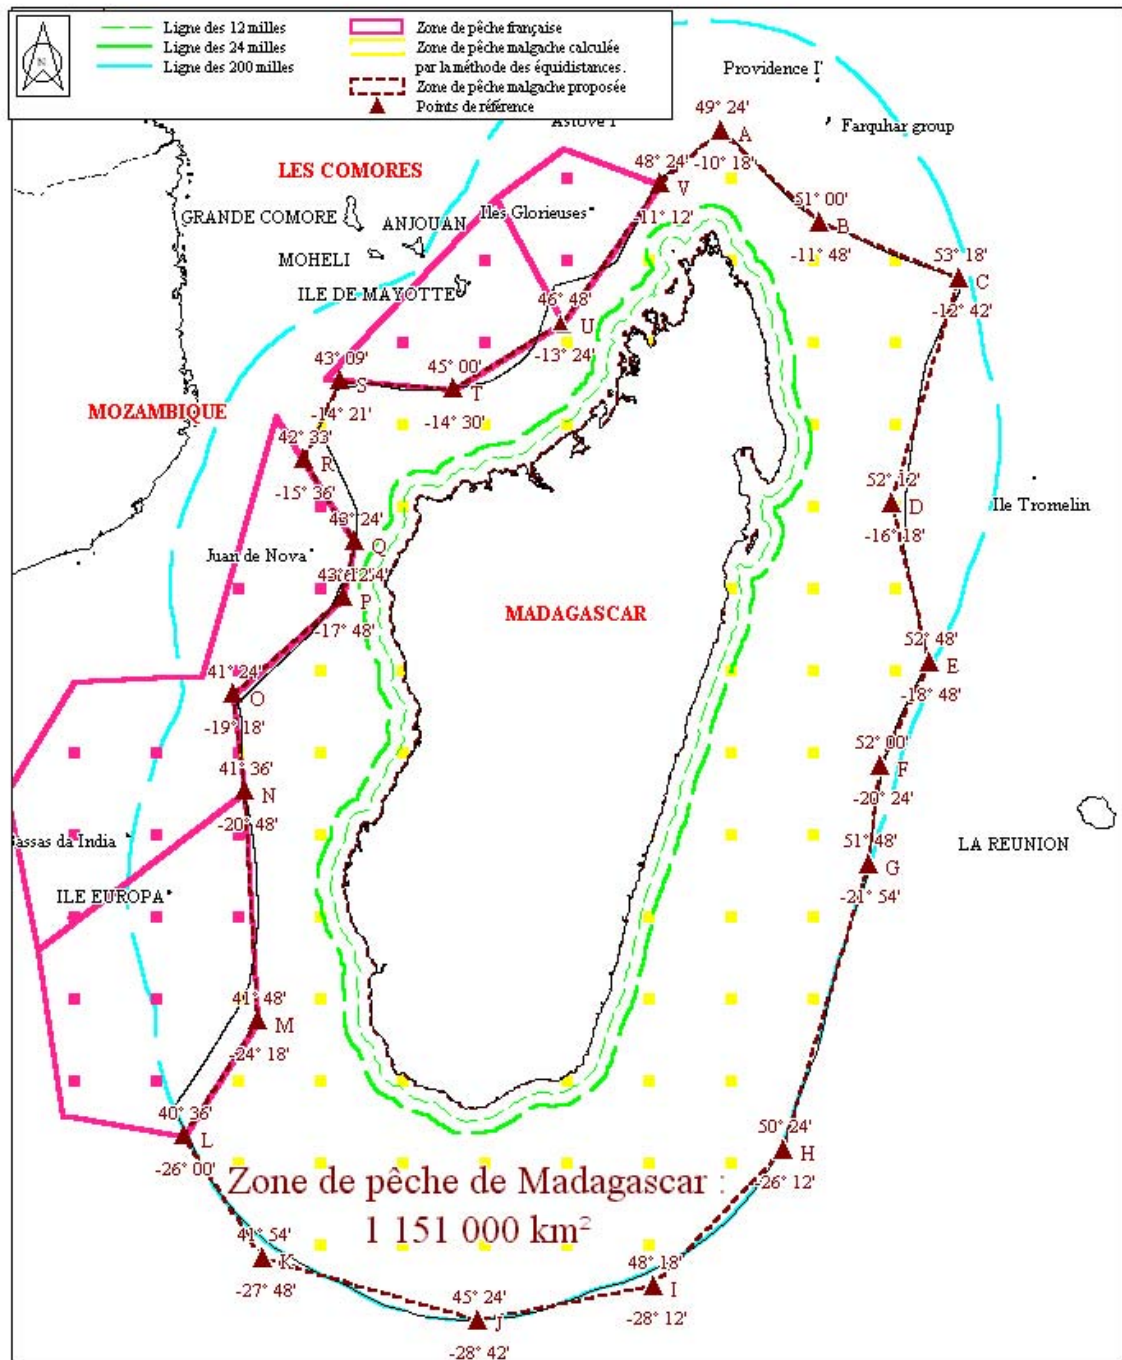 N
Ligne des 12 milles
Ligne des 24 milles
Ligne des 200 milles
Zone de pêche française
Zone de pêche malgache calculée
par la méthode des équidistances.
Zone de pêche malgache proposée
Points de référence
Providence I
49° 24'
A
-10° 18'
Farquhar group
LES COMORES
48° 24'
V
-11° 12'
51° 00'
B
-11° 48'
GRANDE COMORE
ANJOUAN
Iles Glorieuses
MOHELI
ILE DE MAYOTTE
53° 18'
C
-12° 42'
46° 48'
U
-13° 24'
43° 09'
S
-14° 21'
45° 00'
T
-14° 30'
MOZAMBIQUE
42° 33'
R
-15° 36'
52° 12'
D
-16° 18'
Ile Tromelin
43° 24'
Q
Juan de Nova
P
-17° 48'
MADAGASCAR
52° 48'
E
-18° 48'
41° 24'
O
-19° 18'
52° 00'
F
-20° 24'
41° 36'
N
-20° 48'
da India
51° 48'
G
-21° 54'
LA REUNION
ILE EUROPA
41° 48'
M
-24° 18'
40° 36'
L
-26° 00'
50° 24'
H
-26° 12'
Zone de pêche de Madagascar :
1 151 000 km²
41° 54'
K
-27° 48'
48° 18'
I
-28° 12'
45° 24'
J
-28° 42'